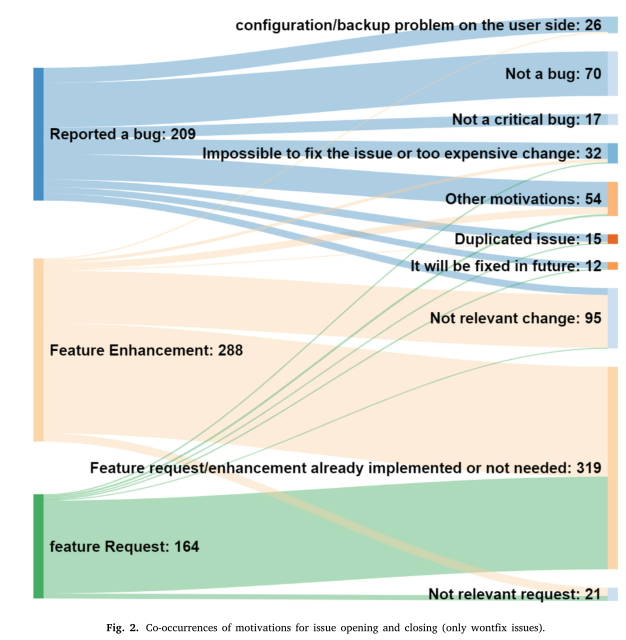 configuration/backup problem on the user side: 26
Not a bug: 70
Not a critical bug: 17
Reported a bug: 209
Impossible to fix the issue or too expensive change: 32
Other motivations: 54
Duplicated issue: 15
It will be fixed in future: 12
Not relevant change: 95
Feature Enhancement: 288
Feature request/enhancement already implemented or not needed: 319
feature Request: 164
Not relevant request: 21
Fig. 2. Co-occurrences of motivations for issue opening and closing (only wontfix issues).